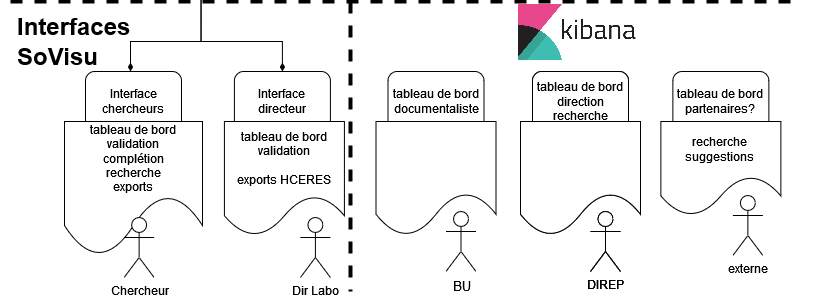 Interfaces
SoVisu
kibana
Interface
chercheurs
Interface
directeur
tableau de bord
documentaliste
tableau de bord
direction
recherche
tableau de bord
partenaires?
tableau de bord
validation
complétion
recherche
exports
tableau de bord
validation
exports HCERES
recherche
suggestions
Chercheur
Dir Labo
BU
DIREP
externe